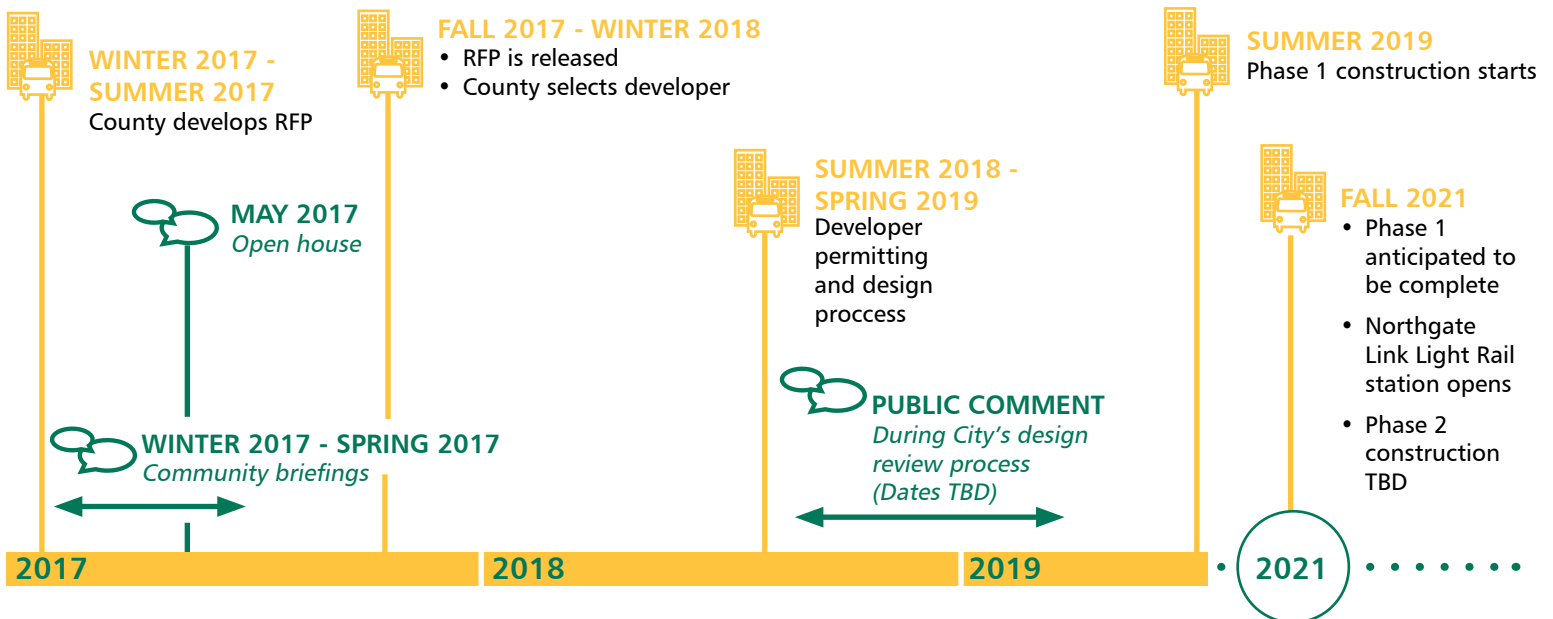 WINTER 2017 -
SUMMER 2017
County develops RFP
MAY 2017
Open house
WINTER 2017 - SPRING 2017
Community briefings
FALL 2017 - WINTER 2018
• RFP is released
• County selects developer
SUMMER 2018 -
SPRING 2019
Developer
permitting
and design
proccess
PUBLIC COMMENT
During City's design
review process
(Dates TBD)
SUMMER 2019
Phase 1 construction starts
FALL 2021
• Phase 1
anticipated to
be complete
• Northgate
Link Light Rail
station opens
• Phase 2
construction
TBD
2017
2018
2019
2021